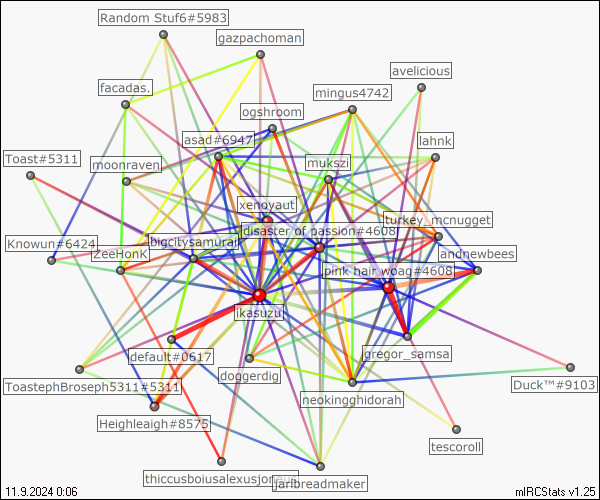 Random Stuf6#5983
gazpachoman
avelicious
facadas.
mingus4742
ogshroom
asad#6947
lahnk
Toast#5311
moonraven
mukszi
xenoyaut
turkey_mcnugget
disaster of passion#4608
Knowun#6424
bigcitysamurai
ZeeHonk
andnewbees
pink hair woag#4608
ikasuzu
default#0617
gregor_samsa
doggerdig
ToastephBroseph5311#5311
Duck™#9103
neokingghidorah
Heighleaigh#8575
tescoroll
thiccusboiusalexusjon
jaribreadmaker
11.9.2024 0:06
mIRCStats v1.25